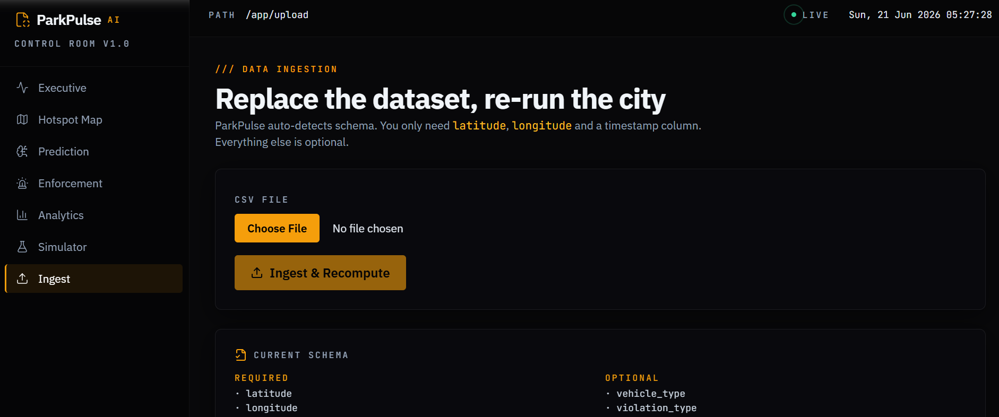 ParkPulse AI
CONTROL ROOM V1.0
Executive
Hotspot Map
Prediction
Enforcement
Analytics
Simulator
Ingest
PATH /app/upload
LIVE Sun, 21 Jun 2026 05:27:28
/// DATA INGESTION
Replace the dataset, re-run the city
ParkPulse auto-detects schema. You only need latitude, longitude and a timestamp column.
Everything else is optional.
CSV FILE
Choose File No file chosen
Ingest & Recompute
CURRENT SCHEMA
REQUIRED
· latitude
· longitude
OPTIONAL
· vehicle_type
· violation_type